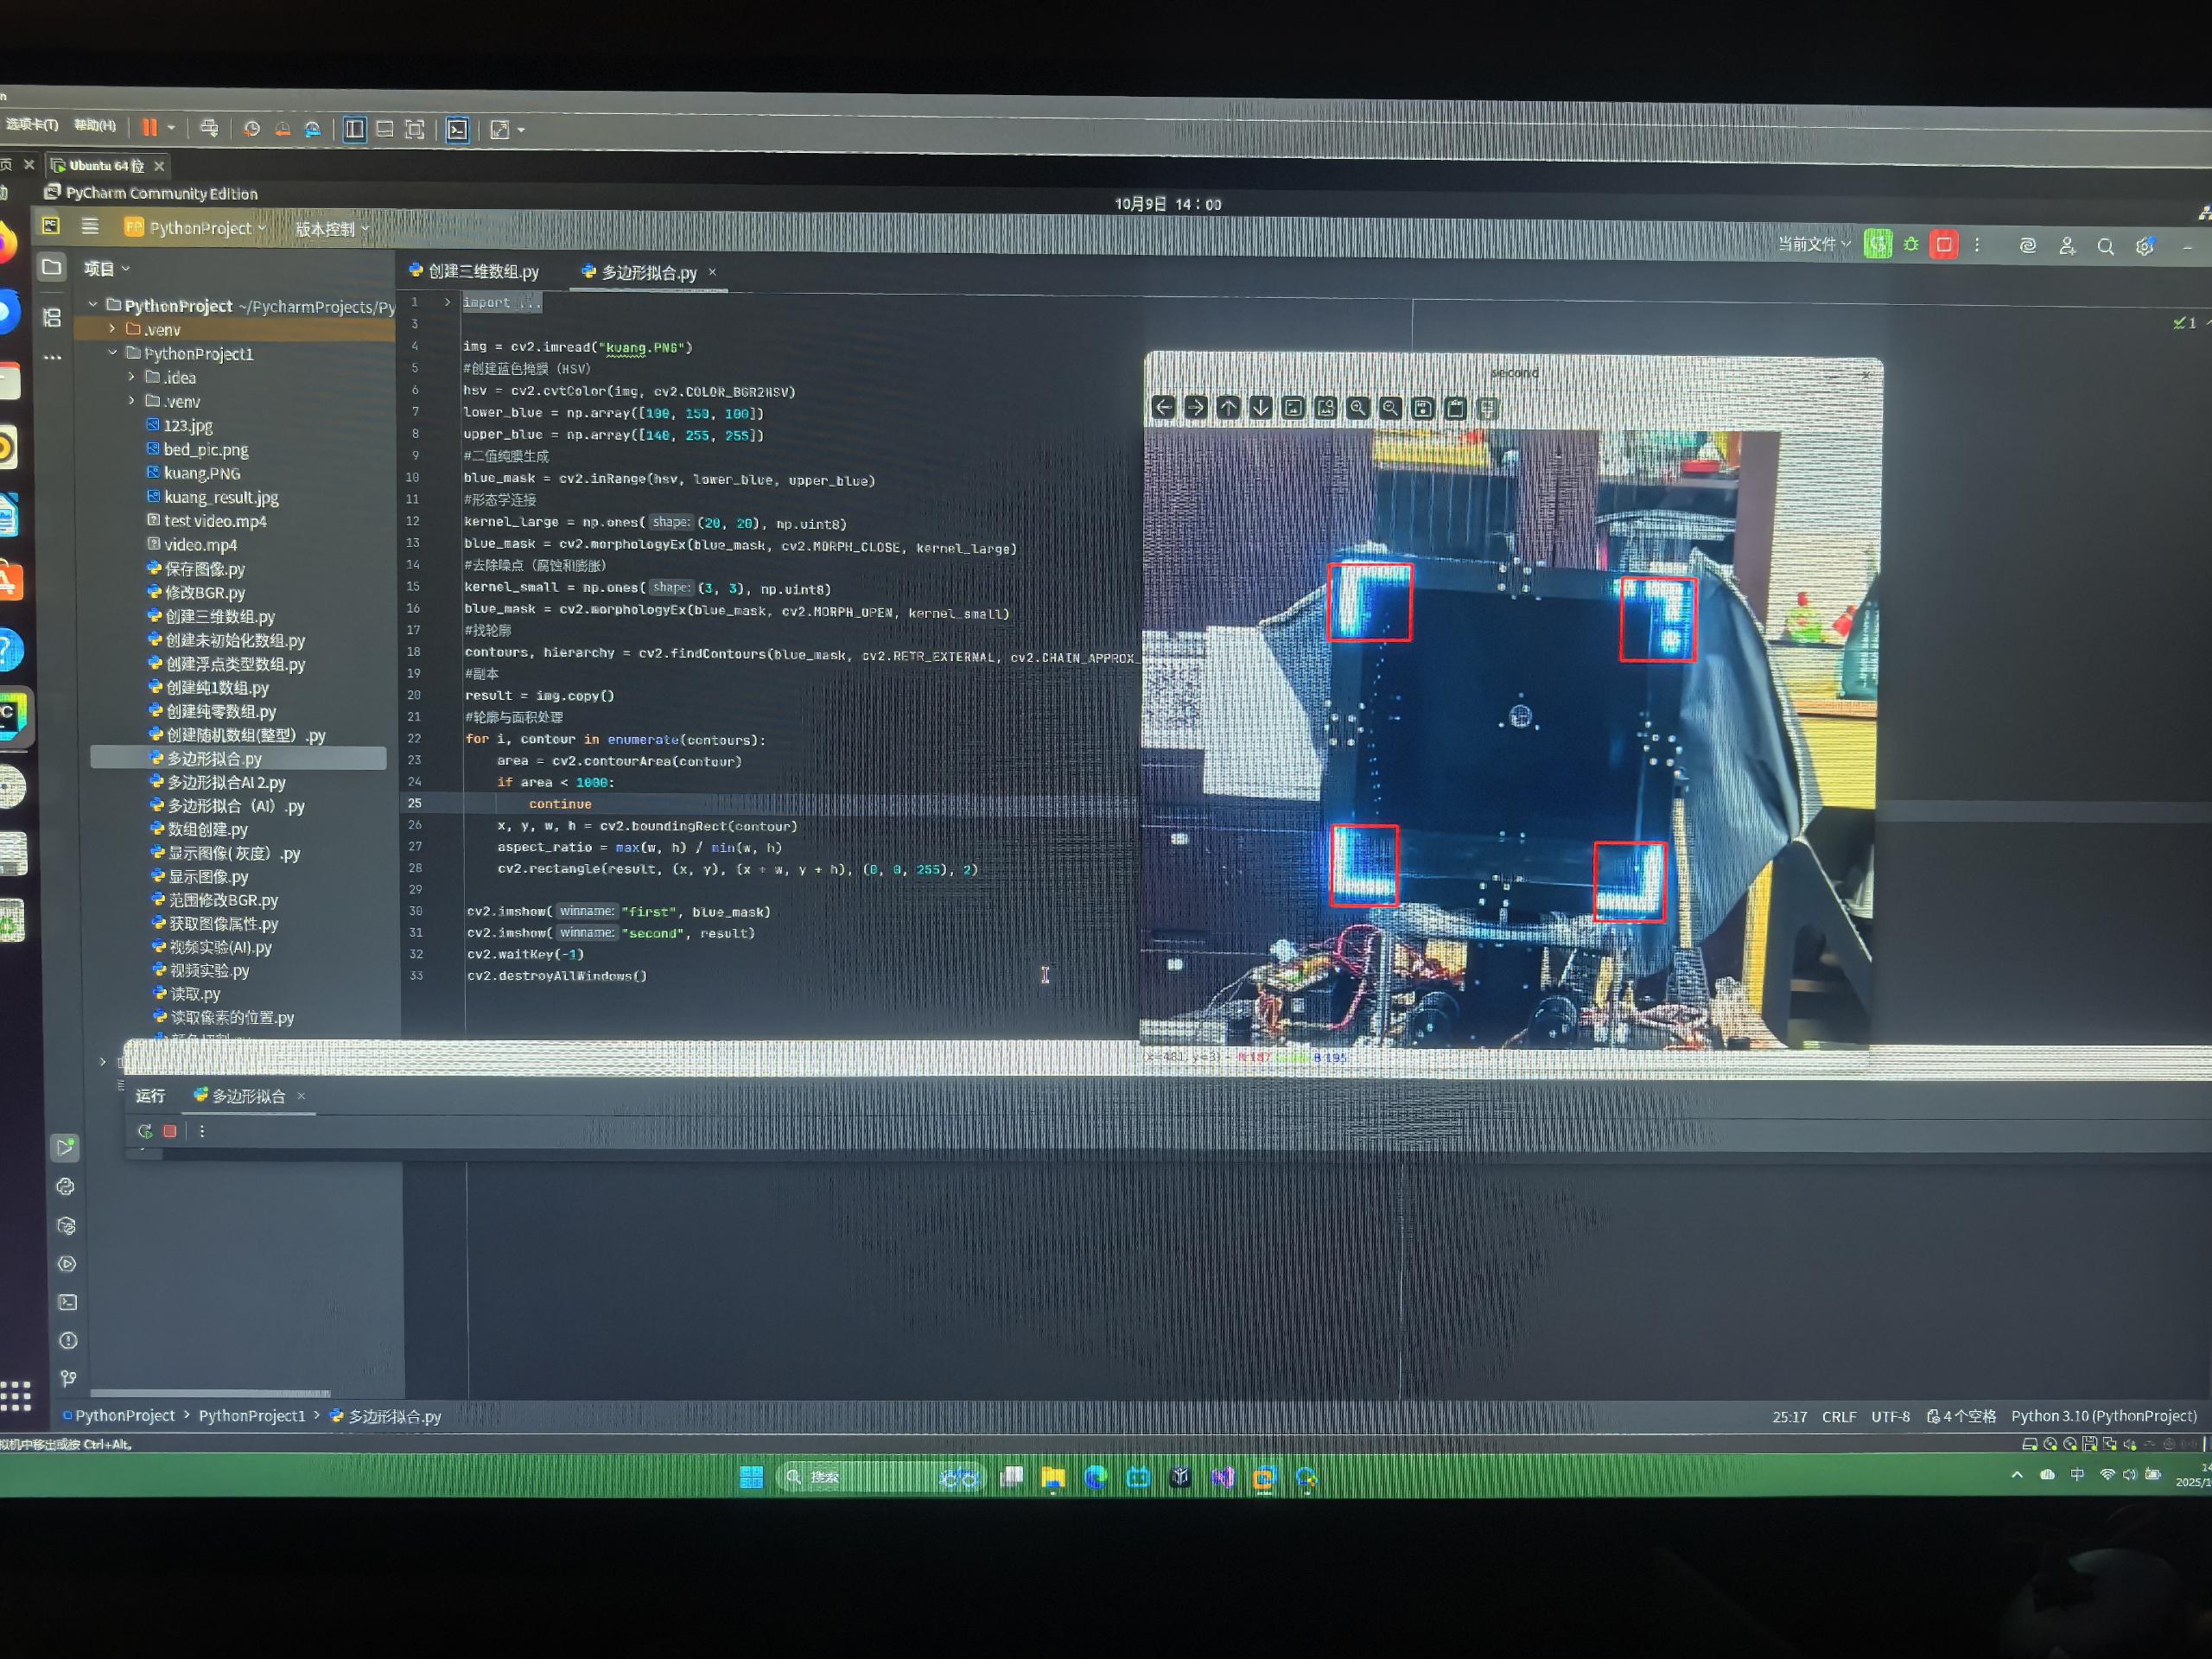 选项卡(T) 帮助(H)
Ubuntu 64 位
PyCharm Community Edition
10月9日 14:00
PythonProject 版本控制
当前文件
项目
创建三维数组.py 多边形拟合.py
PythonProject ~/PycharmProjects/Py
.venv
PythonProject1
.idea
.venv
123.jpg
bed_pic.png
kuang.PNG
kuang_result.jpg
test video.mp4
video.mp4
保存图像.py
修改BGR.py
创建三维数组.py
创建未初始化数组.py
创建浮点类型数组.py
创建纯1数组.py
创建纯零数组.py
创建随机数组(整型）.py
多边形拟合.py
多边形拟合AI 2.py
多边形拟合（AI）.py
数组创建.py
显示图像(灰度）.py
显示图像.py
范围修改BGR.py
获取图像属性.py
视频实验(AI).py
视频实验.py
读取.py
读取像素的位置.py
1 import ...
3
4 img = cv2.imread("kuang.PNG")
5 #创建蓝色掩膜（HSV）
6 hsv = cv2.cvtColor(img, cv2.COLOR_BGR2HSV)
7 lower_blue = np.array([100, 150, 100])
8 upper_blue = np.array([140, 255, 255])
9 #二值纯膜生成
10 blue_mask = cv2.inRange(hsv, lower_blue, upper_blue)
11 #形态学连接
12 kernel_large = np.ones( shape: (20, 20), np.uint8)
13 blue_mask = cv2.morphologyEx(blue_mask, cv2.MORPH_CLOSE, kernel_large)
14 #去除噪点（腐蚀和膨胀）
15 kernel_small = np.ones( shape: (3, 3), np.uint8)
16 blue_mask = cv2.morphologyEx(blue_mask, cv2.MORPH_OPEN, kernel_small)
17 #找轮廓
18 contours, hierarchy = cv2.findContours(blue_mask, cv2.RETR_EXTERNAL, cv2.CHAIN_APPROX_
19 #副本
20 result = img.copy()
21 #轮廓与面积处理
22 for i, contour in enumerate(contours):
23 area = cv2.contourArea(contour)
24 if area < 1000:
25 continue
26 x, y, w, h = cv2.boundingRect(contour)
27 aspect_ratio = max(w, h) / min(w, h)
28 cv2.rectangle(result, (x, y), (x + w, y + h), (0, 0, 255), 2)
29
30 cv2.imshow( winname: "first", blue_mask)
31 cv2.imshow( winname: "second", result)
32 cv2.waitKey(-1)
33 cv2.destroyAllWindows()
1
second
(x=481, y=3) ~ R:187 B:195
运行 多边形拟合
PythonProject > PythonProject1 > 多边形拟合.py
25:17 CRLF UTF-8 4 个空格 Python 3.10 (PythonProject)
拟机中移出或按 Ctrl+Alt。
搜索
中
2025/1